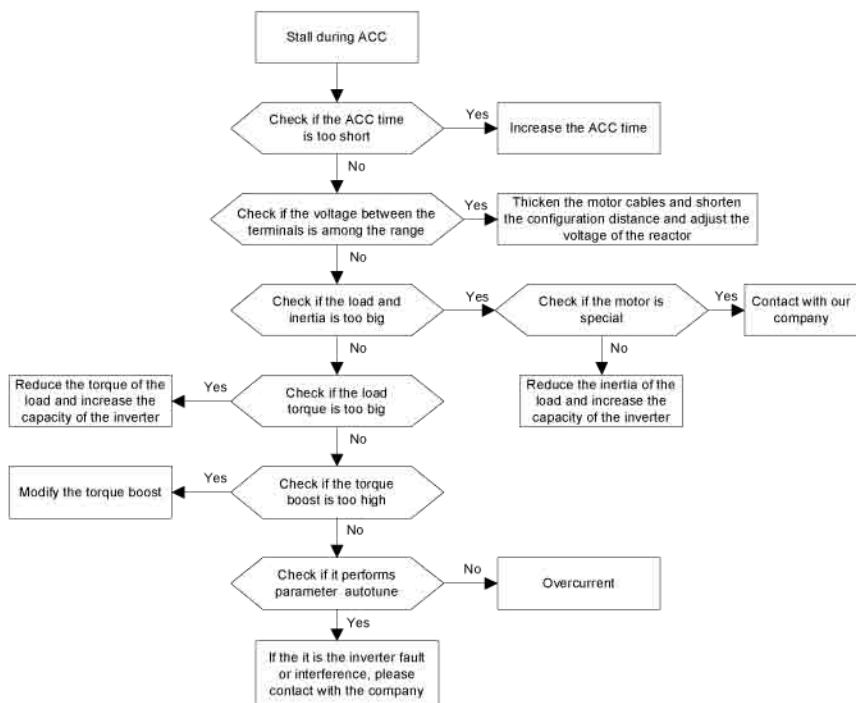 Stall during ACC
Check if the ACC time
is too short
Yes
Increase the ACC time
No
Check if the voltage between the
terminals is among the range
Yes
Thicken the motor cables and shorten
the configuration distance and adjust the
voltage of the reactor
No
Check if the load and
inertia is too big
Yes
Check if the motor is
special
Yes
Contact with our
company
No
No
Reduce the torque of the
load and increase the
capacity of the inverter
Yes
Check if the load
torque is too big
Reduce the inertia of the
load and increase the
capacity of the inverter
No
Modify the torque boost
Yes
Check if the torque
boost is too high
No
Check if it performs
parameter autotune
No
Overcurrent
Yes
If the it is the inverter fault
or interference, please
contact with the company